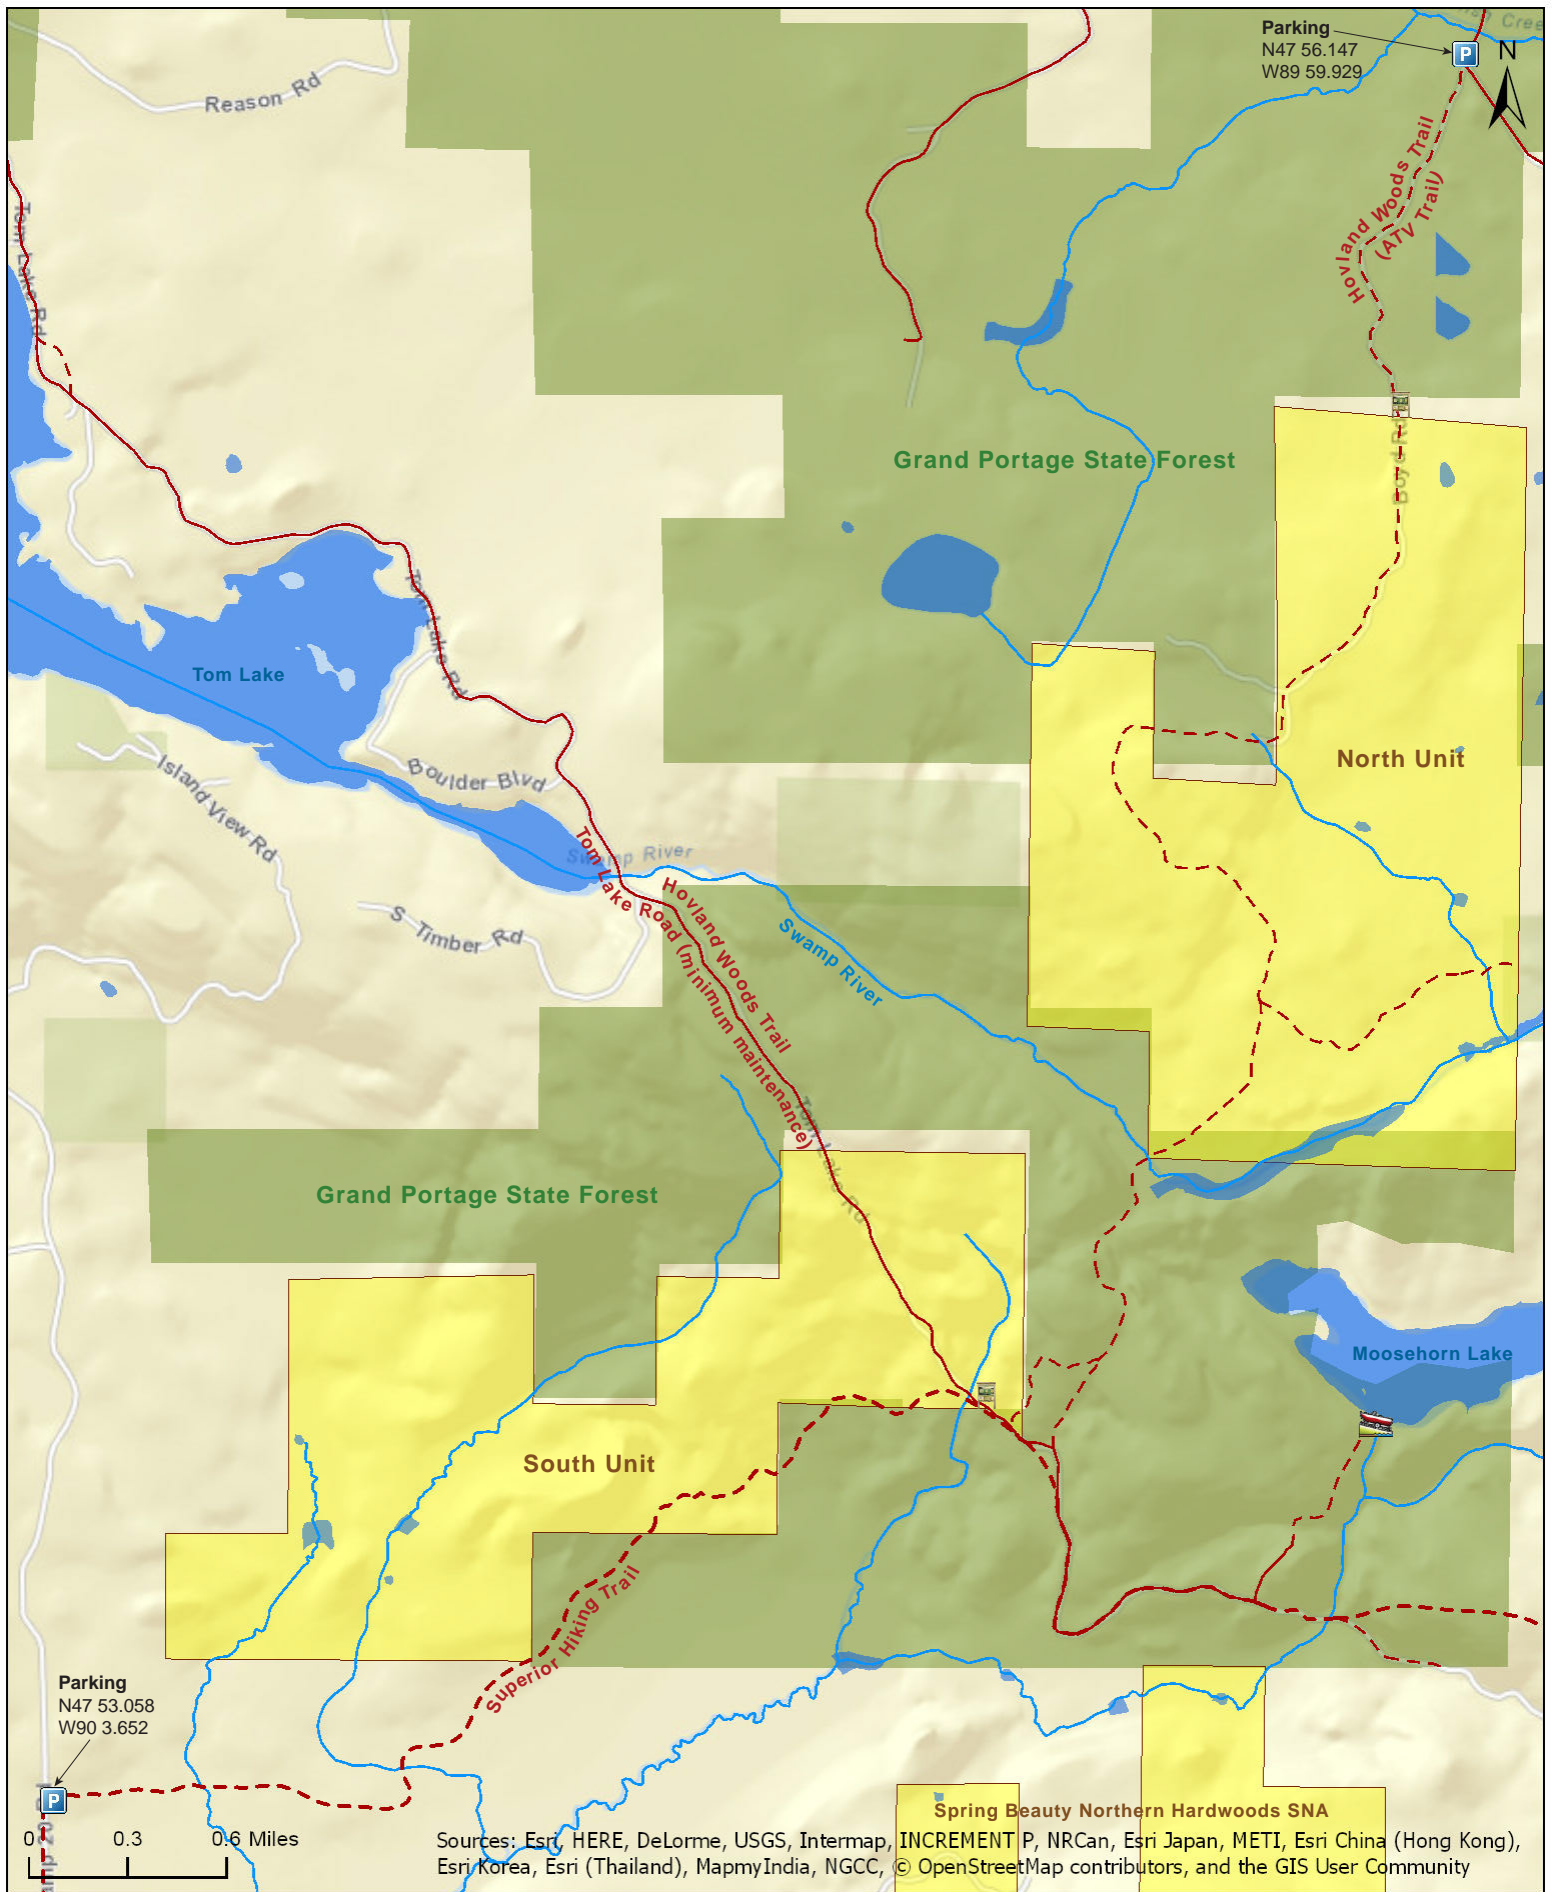 Parking
N47 56.147
W89 59.929
N
P
Reason Rd
Hovland Woods Trail
(ATV Trail)
Tom Lake Rd
Boyd Rd
Grand Portage State Forest
Tom Lake Rd
Tom Lake
North Unit
Boulder Blvd
Island View Rd
Swamp River
Tom Lake Road (minimum maintenance)
Hovland Woods Trail
S Timber Rd
Swamp River
Tom Lake Rd
Grand Portage State Forest
Moosehorn Lake
South Unit
Superior Hiking Trail
Parking
N47 53.058
W90 3.652
P
Spring Beauty Northern Hardwoods SNA
0 0.3 0.6 Miles
Sources: Esri, HERE, DeLorme, USGS, Intermap, INCREMENT P, NRCan, Esri Japan, METI, Esri China (Hong Kong),
Esri Korea, Esri (Thailand), MapmyIndia, NGCC, © OpenStreetMap contributors, and the GIS User Community